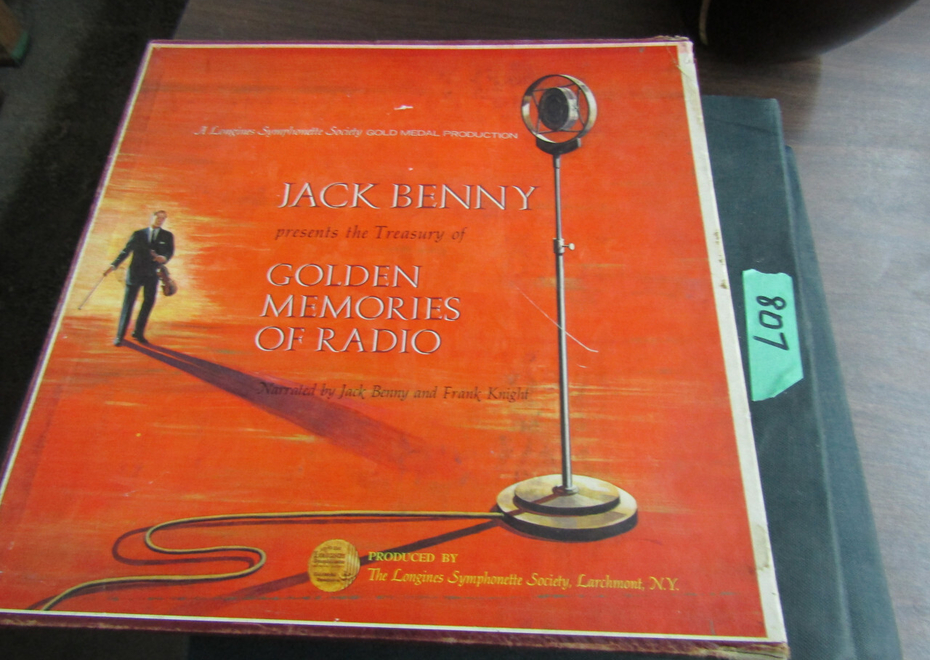 A Longines Symphonette Society GOLD MEDAL PRODUCTION
JACK BENNY
presents the Treasury of
GOLDEN
MEMORIES
OF RADIO
Narrated by Jack Benny and Frank Knight
PRODUCED BY
The Longines Symphonette Society, Larchmont, N.Y.
807